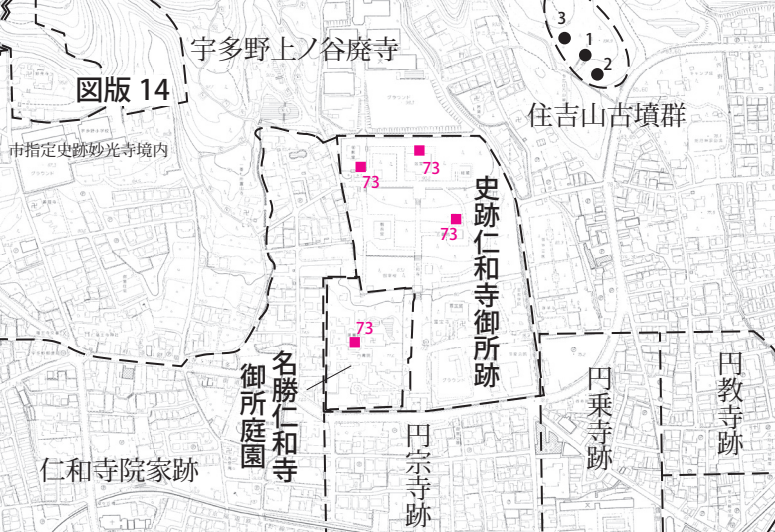 3
1
2
宇多野上ノ谷廃寺
図版 14
住吉山古墳群
市指定史跡妙光寺境内
73
73
73
史跡仁和寺御所跡
73
名勝仁和寺
御所庭園
円教寺跡
円乗寺跡
円宗寺跡
仁和寺院家跡